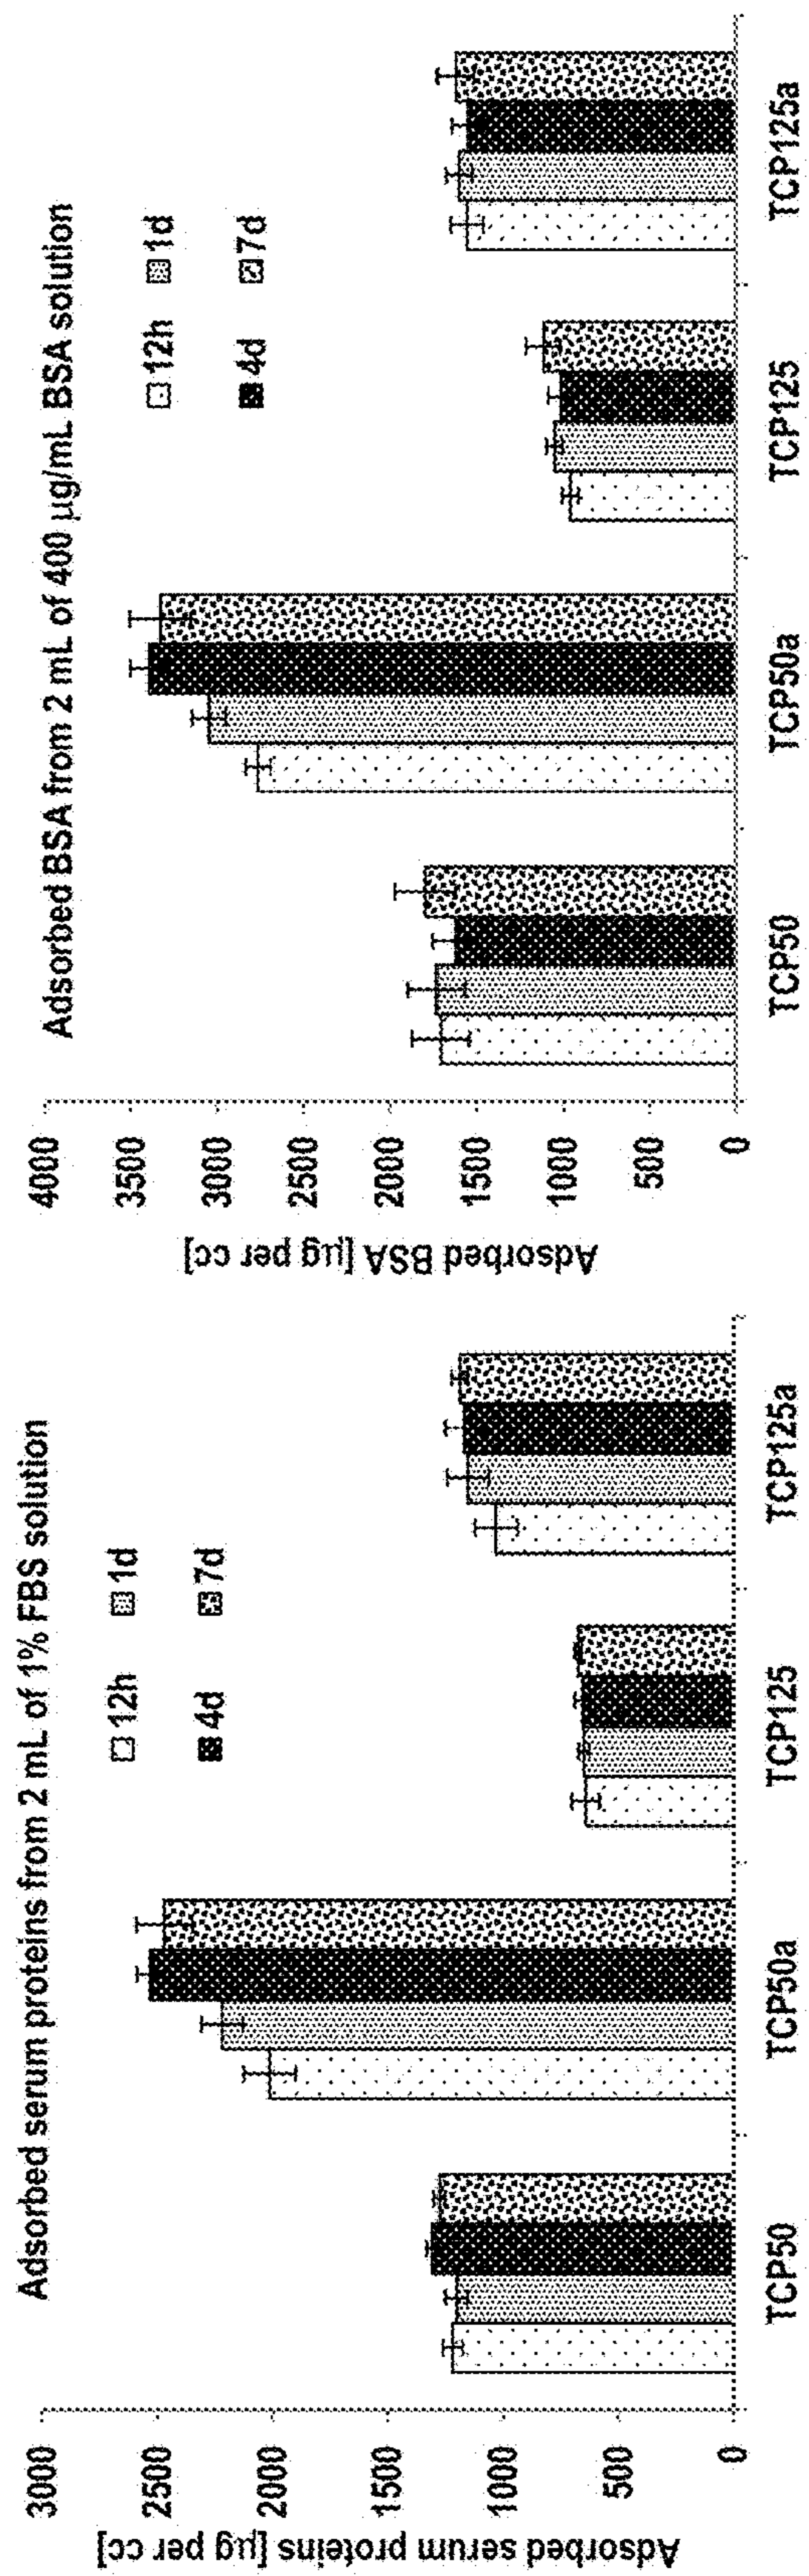 Adsorbed serum proteins from 2 mL of 1% FBS solution
12h 1d
4d 7d
Adsorbed serum proteins [µg per cc]
3000
2500
2000
1500
1000
500
0
TCP50 TCP50a TCP125 TCP125a
Adsorbed BSA from 2 mL of 400 µg/mL BSA solution
12h 1d
4d 7d
Adsorbed BSA [µg per cc]
4000
3500
3000
2500
2000
1500
1000
500
0
TCP50 TCP50a TCP125 TCP125a